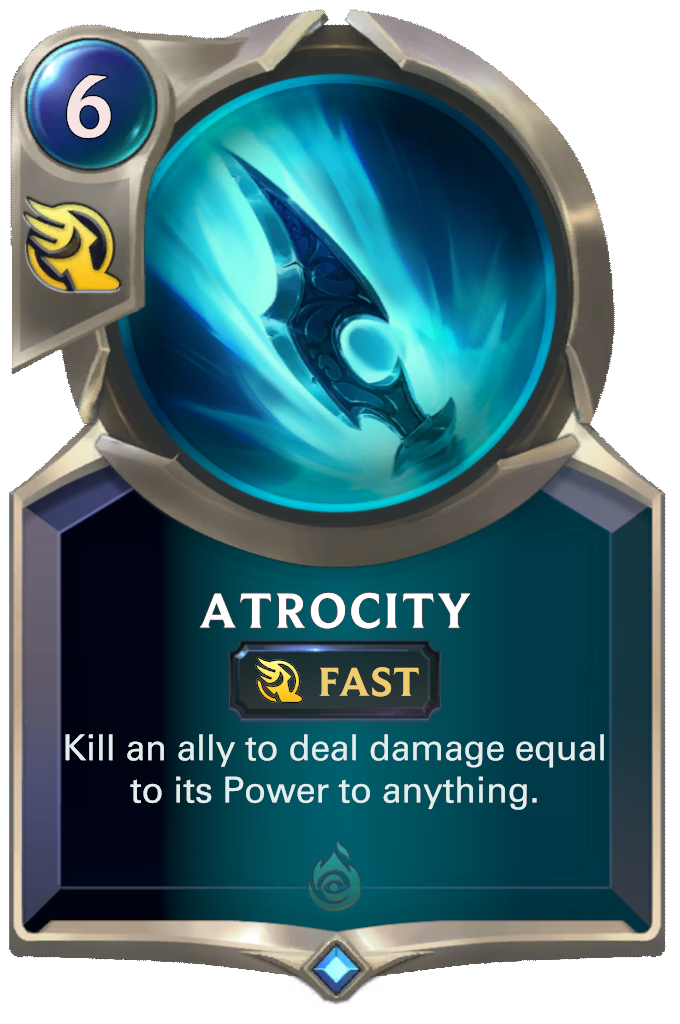 6
ATROCITY
FAST
Kill an ally to deal damage equal
to its Power to anything.